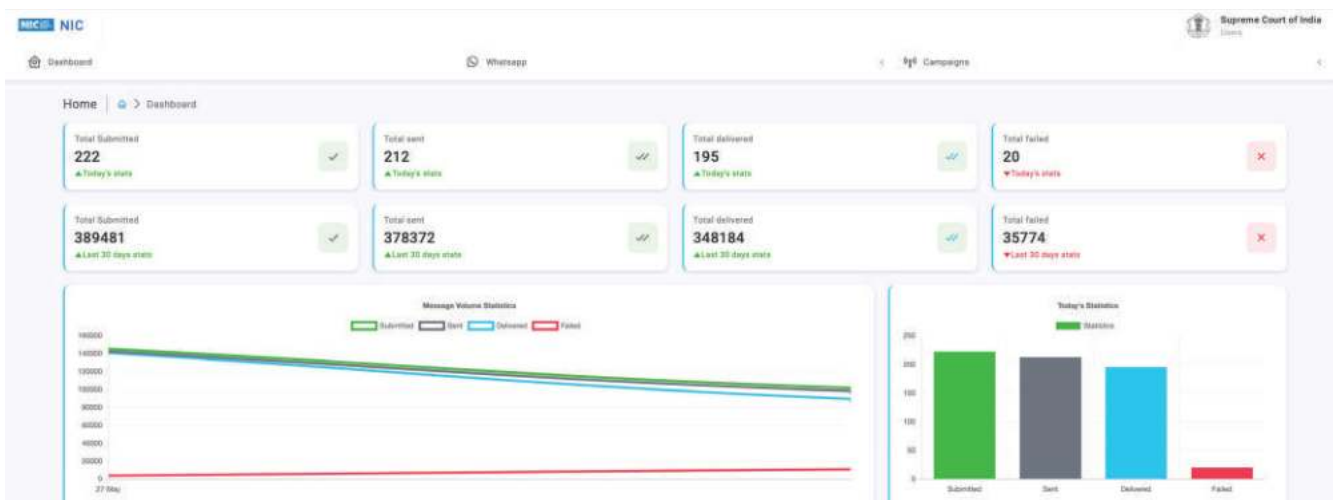 NIC NIC
Supreme Court of India
Users
Dashboard
Whatsapp
Campaigns
Home
Dashboard
Total Submitted
222
Today's stats
Total sent
212
Today's stats
Total delivered
195
Today's stats
Total failed
20
Today's stats
Total Submitted
389481
Last 30 days stats
Total sent
378372
Last 30 days stats
Total delivered
348184
Last 30 days stats
Total failed
35774
Last 30 days stats
Message Volume Statistics
Submitted Sent Delivered Failed
160000
140000
120000
100000
80000
60000
40000
20000
0
27 May
Today's Statistics
Statistics
250
200
150
100
50
0
Submitted Sent Delivered Failed